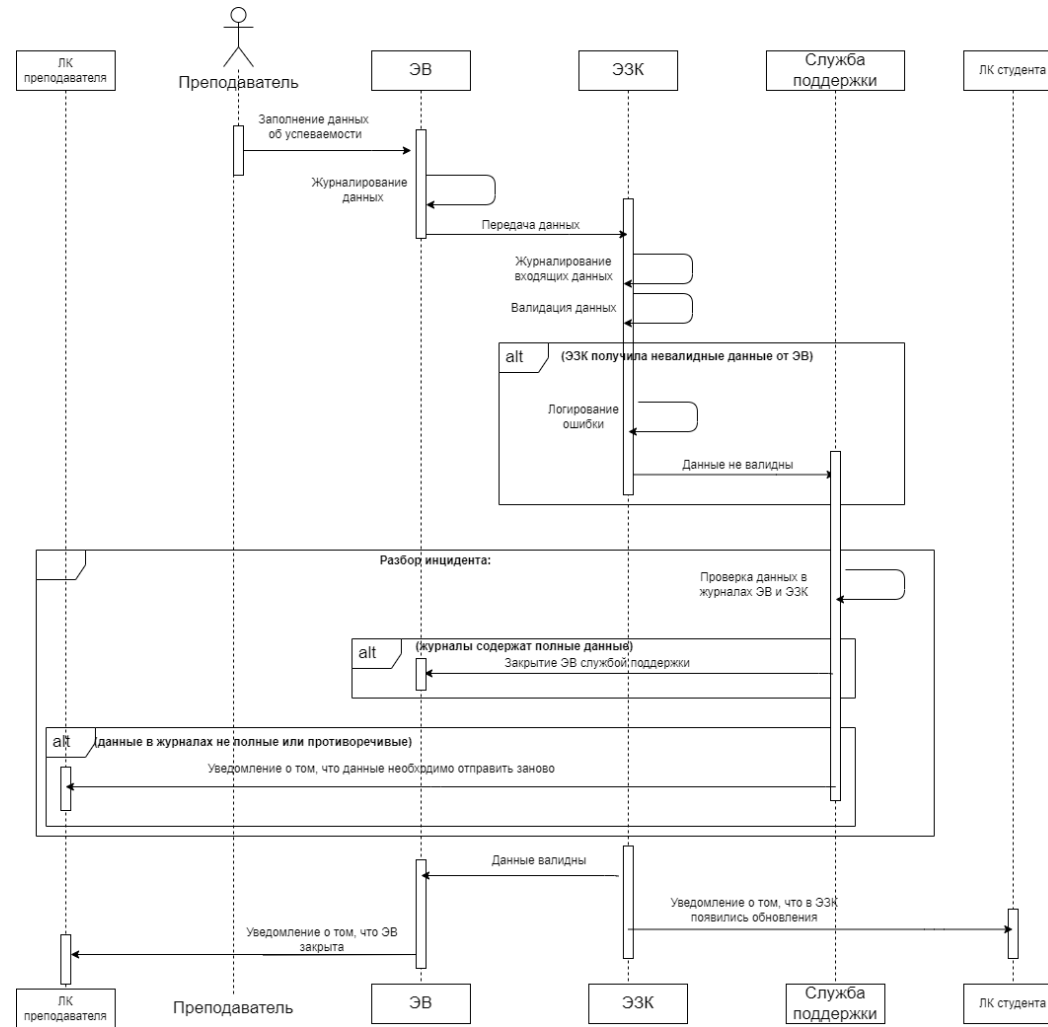 ЛК
преподавателя
Преподаватель
ЭВ
ЭЗК
Служба
поддержки
ЛК студента
Заполнение данных
об успеваемости
Журналирование
данных
Передача данных
Журналирование
входящих данных
Валидация данных
alt
(ЭЗК получила невалидные данные от ЭВ)
Логирование
ошибки
Данные не валидны
Разбор инцидента:
Проверка данных в
журналах ЭВ и ЭЗК
alt
(журналы содержат полные данные)
Закрытие ЭВ службой поддержки
alt
(данные в журналах не полные или противоречивые)
Уведомление о том, что данные необходимо отправить заново
Данные валидны
Уведомление о том, что в ЭЗК
появились обновления
Уведомление о том, что ЭВ
закрыта
ЛК
преподавателя
Преподаватель
ЭВ
ЭЗК
Служба
поддержки
ЛК студента